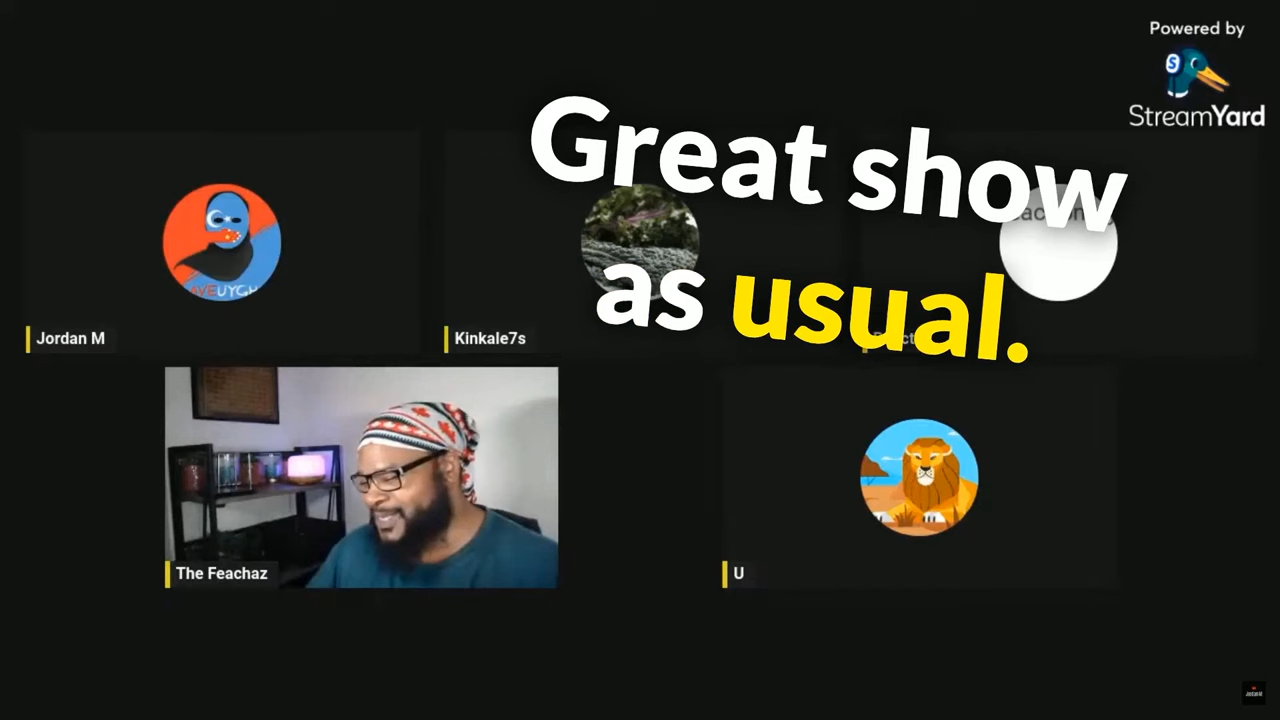 Powered by
StreamYard
Great show
as usual.
Jordan M
Kinkale7s
The Feachaz
U